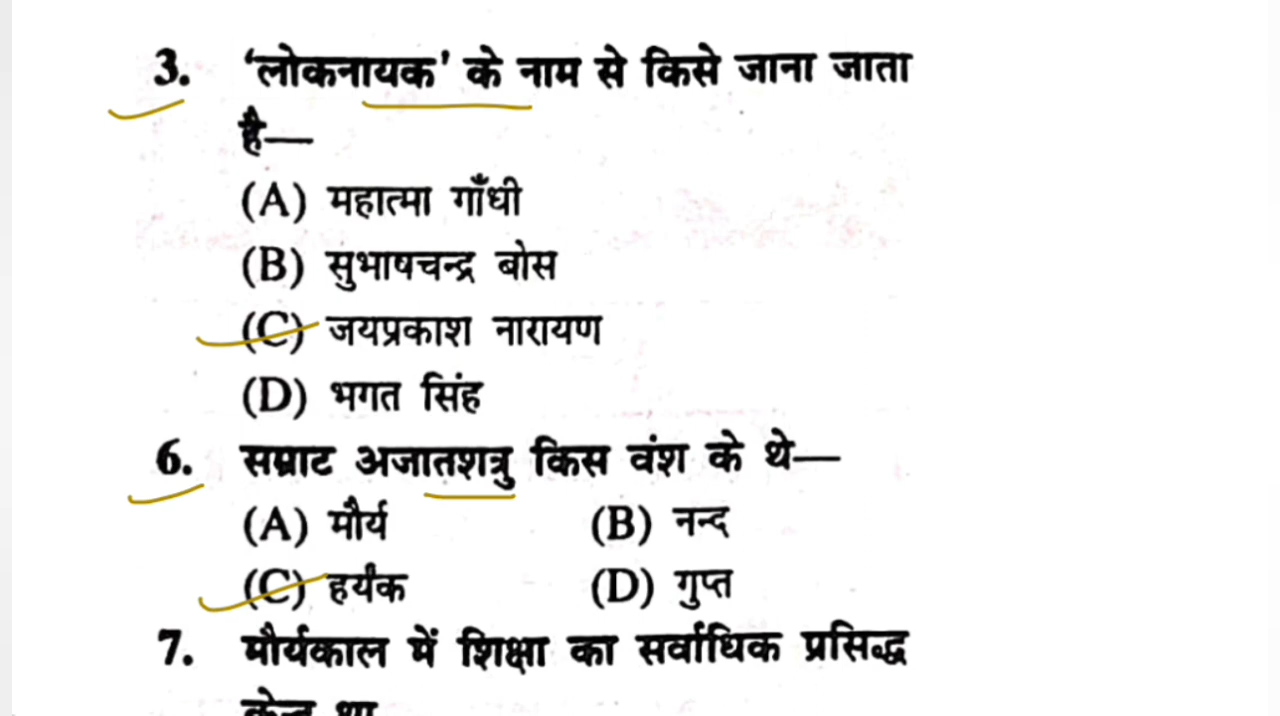 3. 'लोकनायक' के नाम से किसे जाना जाता
है—
(A) महात्मा गाँधी
(B) सुभाषचन्द्र बोस
(C) जयप्रकाश नारायण
(D) भगत सिंह
6. सम्राट अजातशत्रु किस वंश के थे—
(A) मौर्य (B) नन्द
(C) हर्यंक (D) गुप्त
7. मौर्यकाल में शिक्षा का सर्वाधिक प्रसिद्ध
केन्द्र था